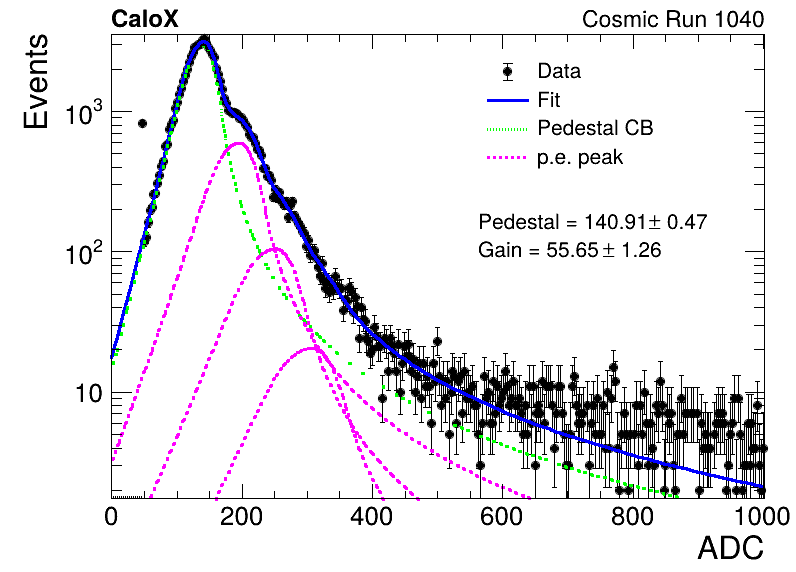 CaloX
Cosmic Run 1040
Events
Data
Fit
Pedestal CB
p.e. peak
Pedestal = 140.91± 0.47
Gain = 55.65 ± 1.26
10³
10²
10
0 200 400 600 800 1000
ADC